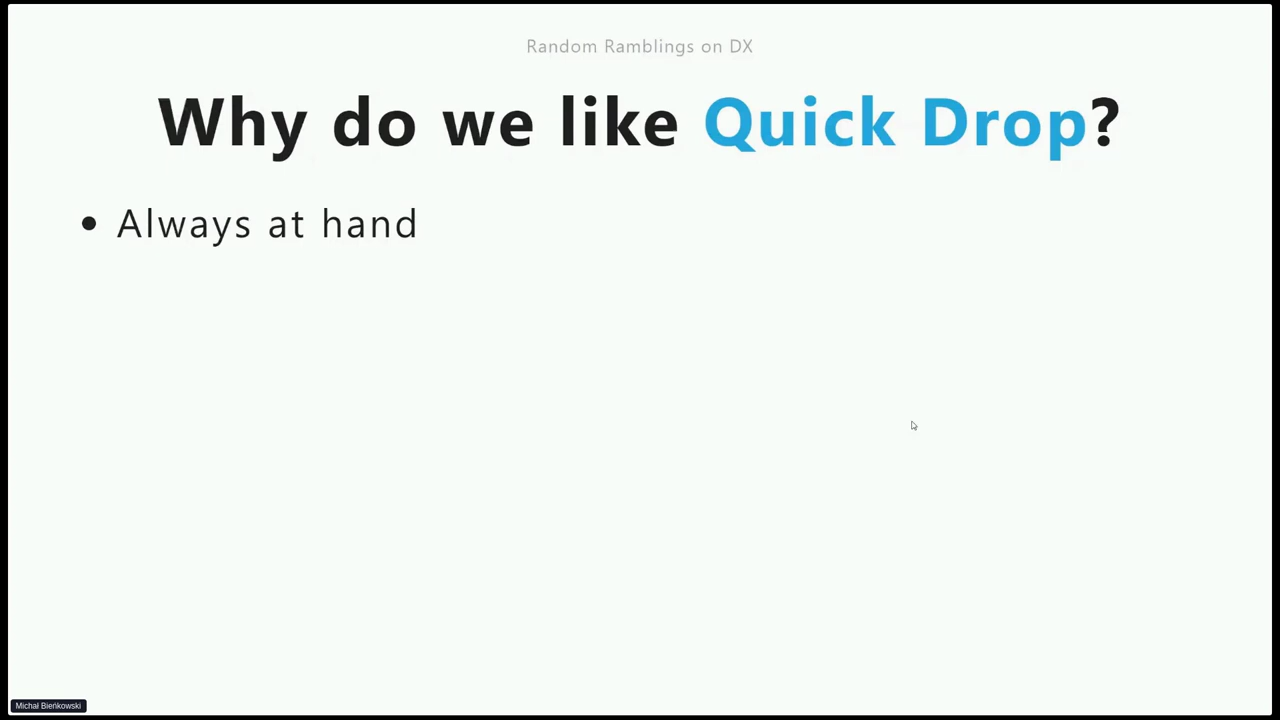 Random Ramblings on DX
Why do we like Quick Drop?
• Always at hand
Michał Bieńkowski